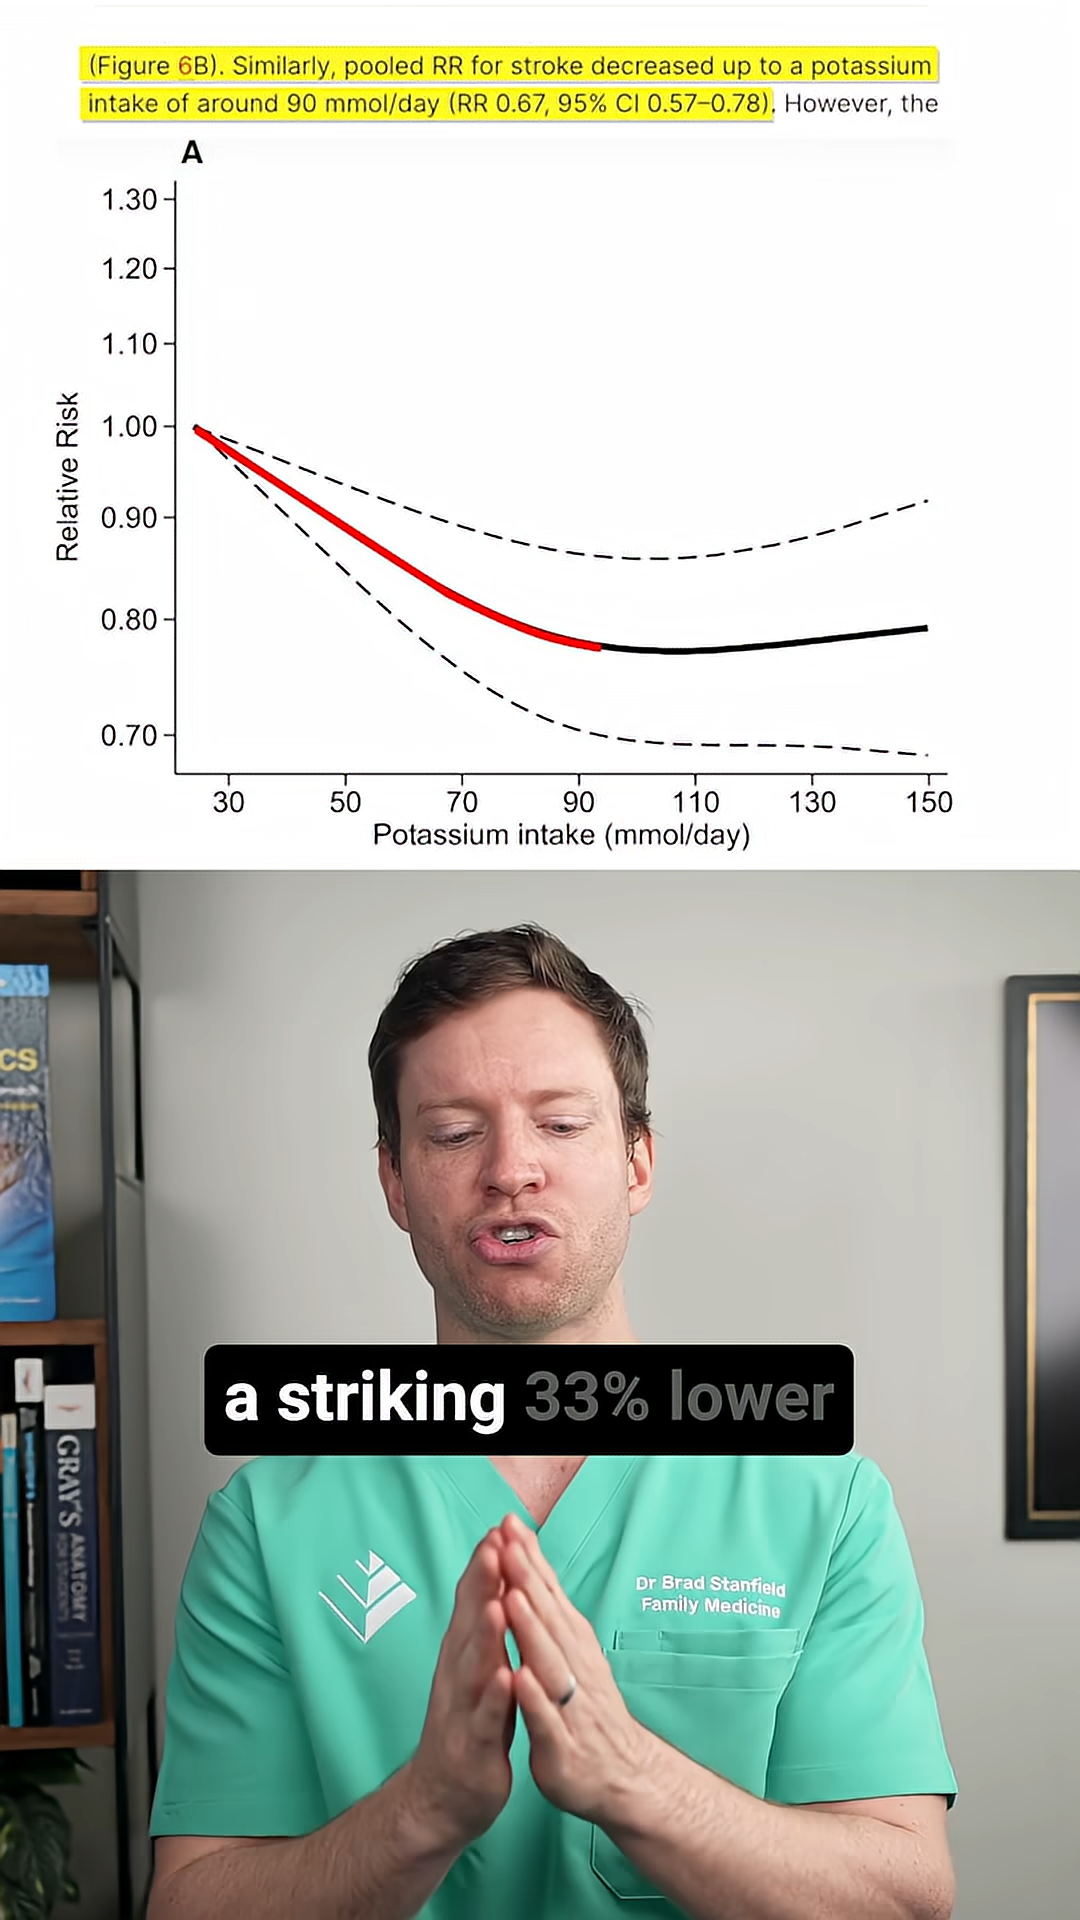 (Figure 6B). Similarly, pooled RR for stroke decreased up to a potassium
intake of around 90 mmol/day (RR 0.67, 95% CI 0.57–0.78). However, the
A
1.30
1.20
1.10
1.00
0.90
0.80
0.70
Relative Risk
30 50 70 90 110 130 150
Potassium intake (mmol/day)
CS
a striking 33% lower
GRAY'S ANATOMY
FOR STUDENTS
Dr Brad Stanfield
Family Medicine